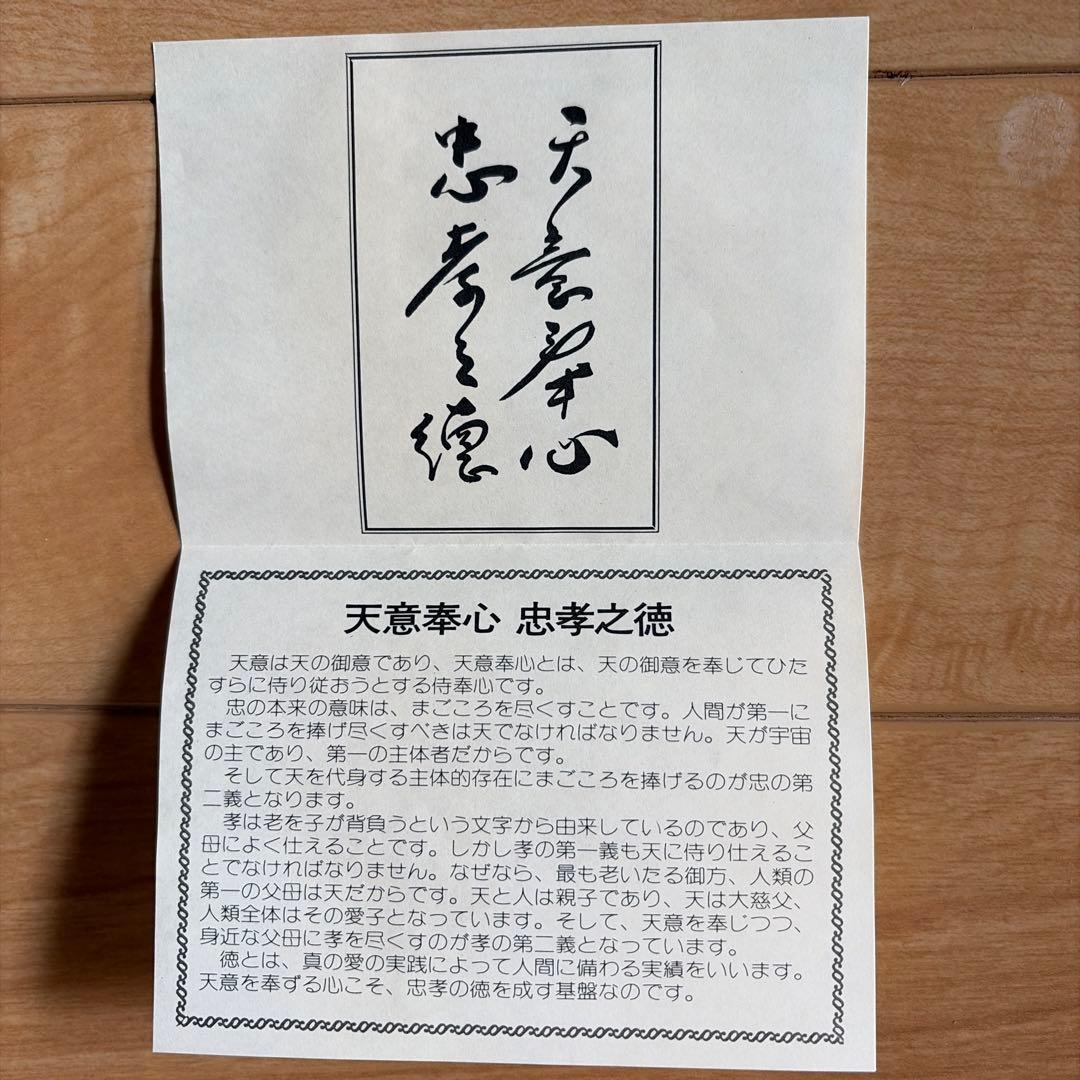 天意奉心
忠孝之徳
天意奉心 忠孝之徳
天意は天の御意であり、天意奉心とは、天の御意を奉じてひた
すらに侍り従おうとする侍奉心です。
忠の本来の意味は、まごころを尽くすことです。人間が第一に
まごころを捧げ尽くすべきは天でなければなりません。天が宇宙
の主であり、第一の主体者だからです。
そして天を代身する主体的存在にまごころを捧げるのが忠の第
二義となります。
孝は老を子が背負うという文字から由来しているのであり、父
母によく仕えることです。しかし孝の第一義も天に侍り仕えるこ
とでなければなりません。なぜなら、最も老いたる御方、人類の
第一の父母は天だからです。天と人は親子であり、天は大慈父、
人類全体はその愛子となっています。そして、天意を奉じつつ、
身近な父母に孝を尽くすのが孝の第二義となっています。
徳とは、真の愛の実践によって人間に備わる実績をいいます。
天意を奉ずる心こそ、忠孝の徳を成す基盤なのです。